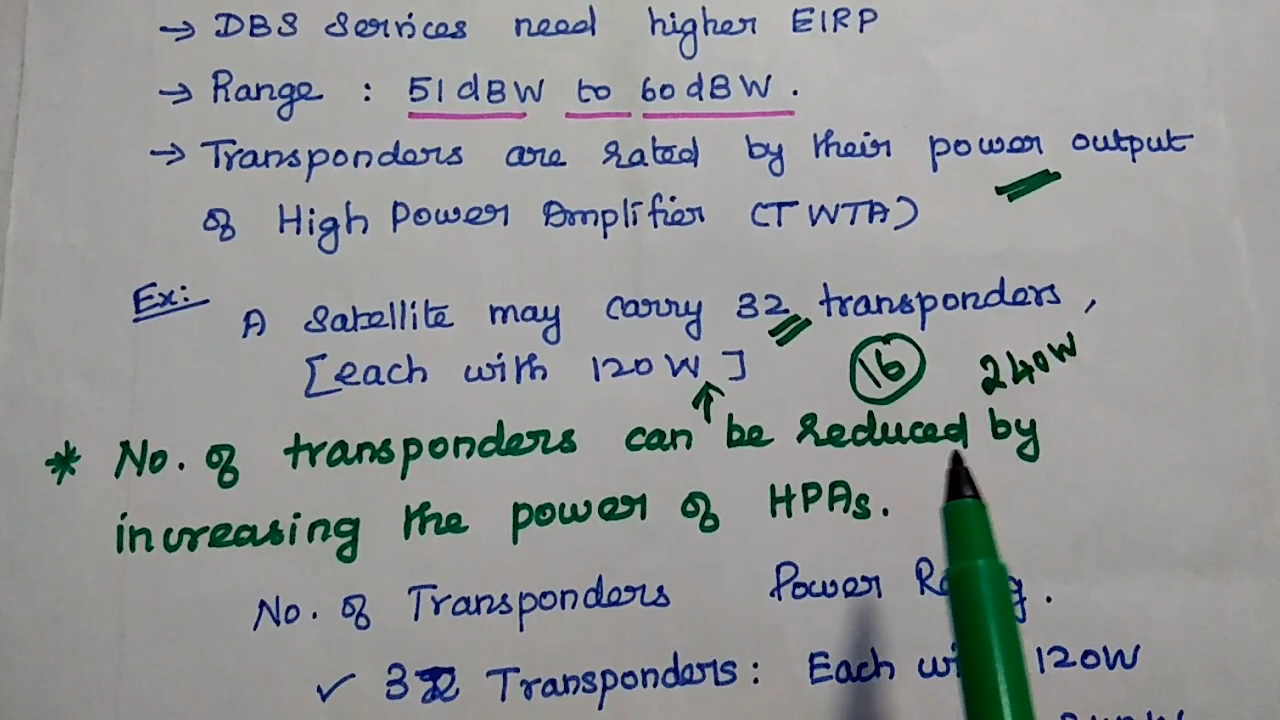 → DBS Services need higher EIRP
→ Range : 51 dBW to 60 dBW .
→ Transponders are rated by their power output
of High Power Amplifier (TWTA)
Ex:
A Satellite may carry 32 transponders ,
[each with 120 W ]
16 240W
* No. of transponders can be reduced by
increasing the power of HPAs.
No. of Transponders Power
✓ 32 Transponders : Each 120W